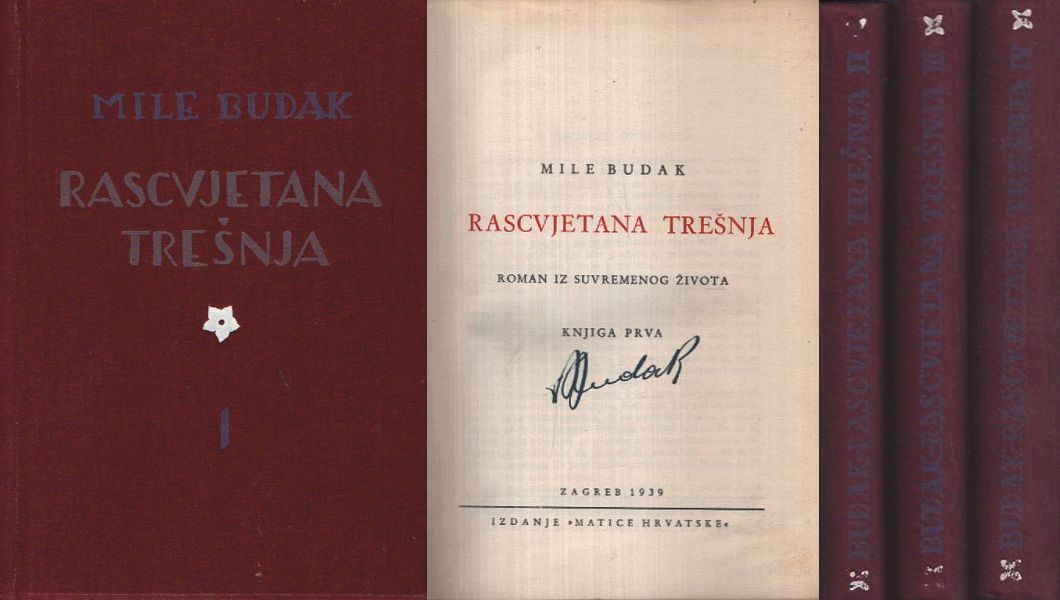 MILE BUDAK
RASCVJETANA
TREŠNJA
I
MILE BUDAK
RASCVJETANA TREŠNJA
ROMAN IZ SUVREMENOG ŽIVOTA
KNJIGA PRVA
Budak
ZAGREB 1939
IZDANJE »MATICE HRVATSKE«
BUDAK-RASCVJETANA TREŠNJA II
BUDAK-RASCVJETANA TREŠNJA III
BUDAK-RASCVJETANA TREŠNJA IV